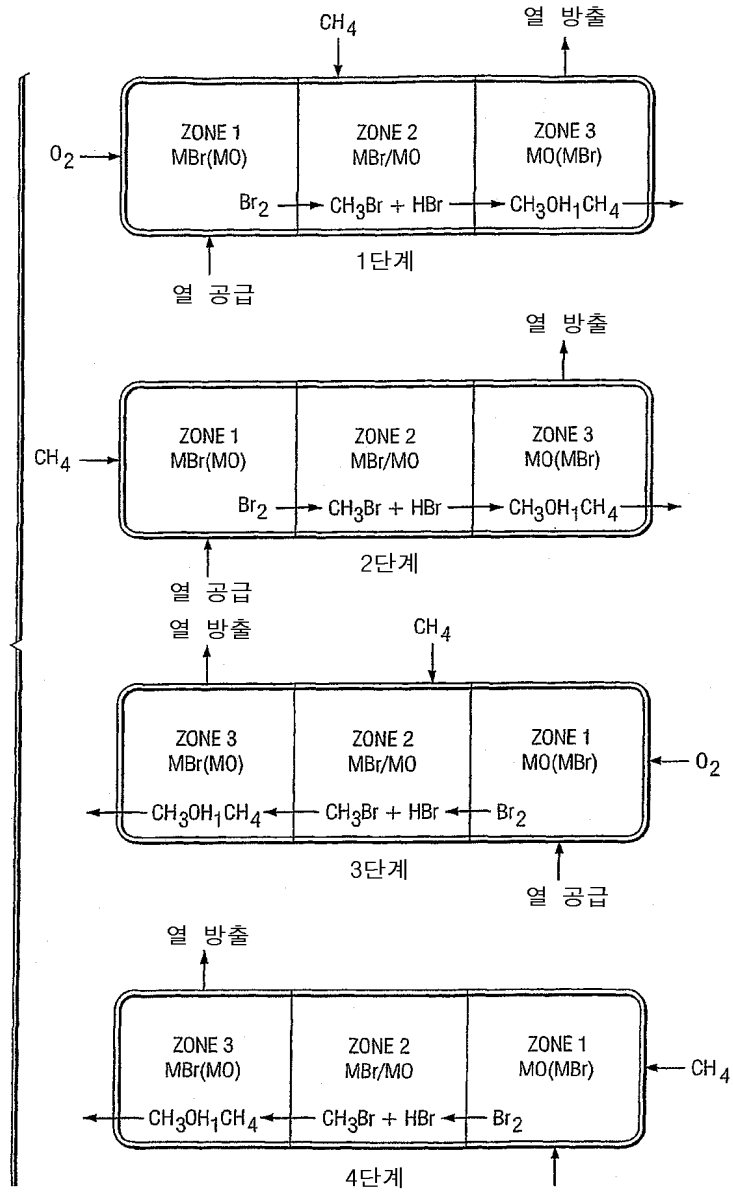 CH4
열 방출
O2
ZONE 1
MBr(MO)
ZONE 2
MBr/MO
ZONE 3
MO(MBr)
Br2
CH3Br + HBr
CH3OH1CH4
1단계
열 공급
열 방출
CH4
ZONE 1
MBr(MO)
ZONE 2
MBr/MO
ZONE 3
MO(MBr)
Br2
CH3Br + HBr
CH3OH1CH4
2단계
열 공급
열 방출
CH4
ZONE 3
MBr(MO)
ZONE 2
MBr/MO
ZONE 1
MO(MBr)
O2
CH3OH1CH4
CH3Br + HBr
Br2
3단계
열 공급
열 방출
ZONE 3
MBr(MO)
ZONE 2
MBr/MO
ZONE 1
MO(MBr)
CH4
CH3OH1CH4
CH3Br + HBr
Br2
4단계